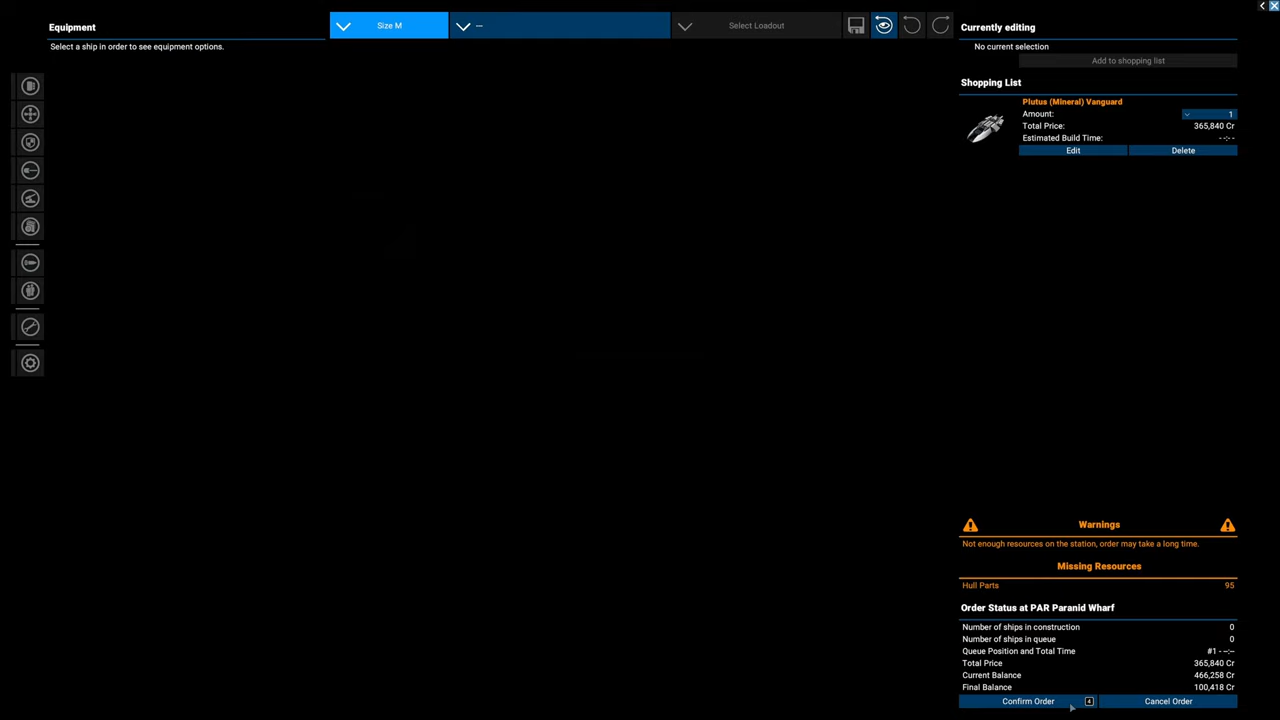 Equipment
Select a ship in order to see equipment options.
Size M
—
Select Loadout
Currently editing
No current selection
Add to shopping list
Shopping List
Plutus (Mineral) Vanguard
Amount: 1
Total Price: 365,840 Cr
Estimated Build Time: --:--
Edit Delete
Warnings
Not enough resources on the station, order may take a long time.
Missing Resources
Hull Parts 95
Order Status at PAR Paranid Wharf
Number of ships in construction 0
Number of ships in queue 0
Queue Position and Total Time #1 - --:--
Total Price 365,840 Cr
Current Balance 466,258 Cr
Final Balance 100,418 Cr
Confirm Order 4 Cancel Order